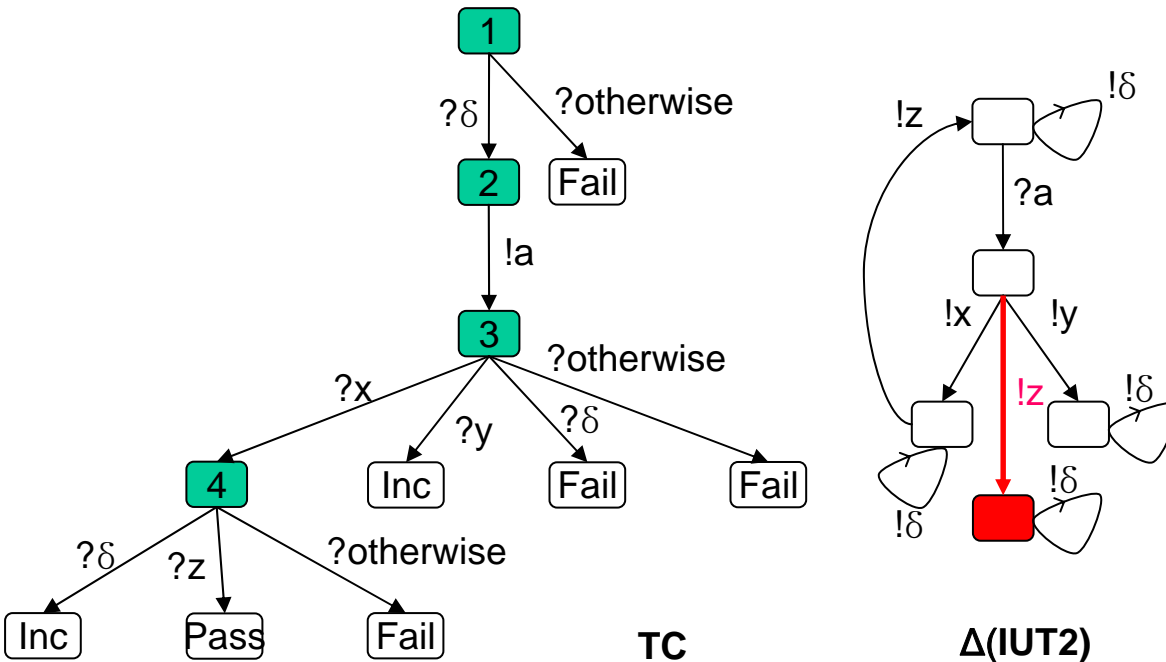 1
?δ
?otherwise
2
Fail
!a
3
?x
?y
?δ
?otherwise
4
Inc
Fail
Fail
?δ
?z
?otherwise
Inc
Pass
Fail
TC
!z
!δ
?a
!x
!y
!z
!δ
!δ
!δ
Δ(IUT2)